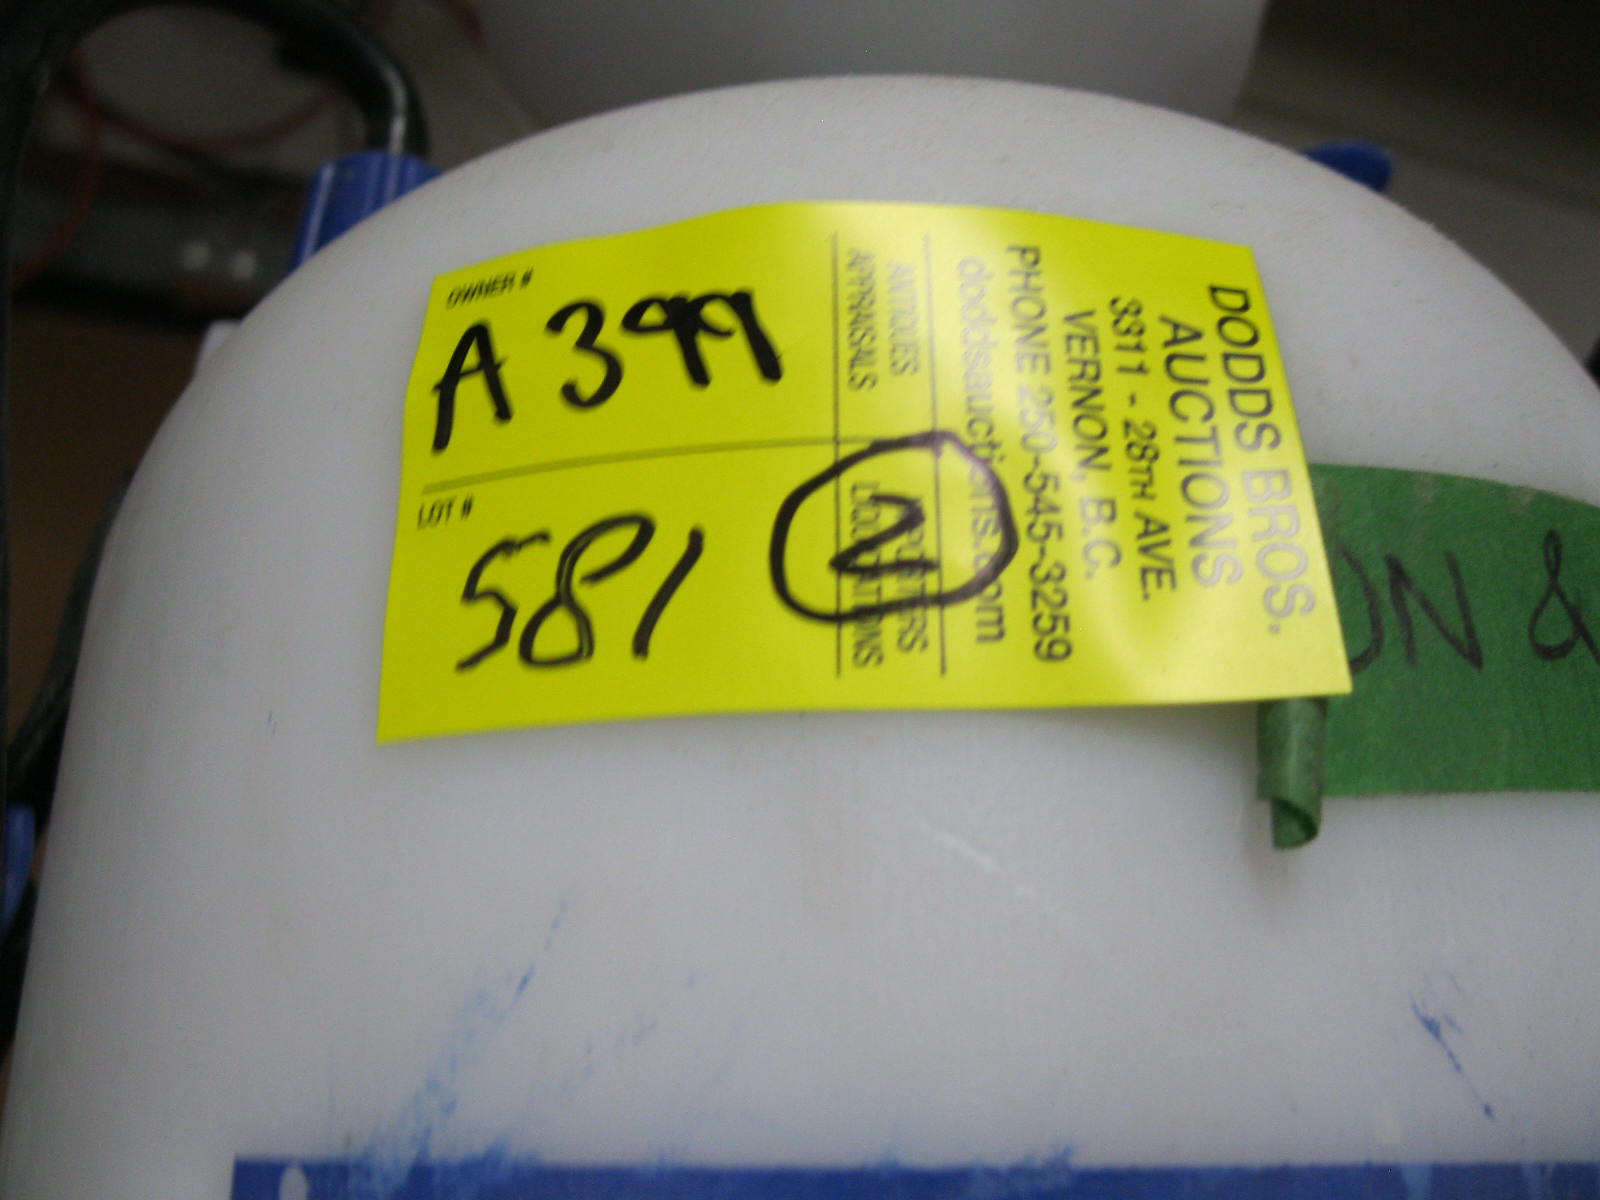 DODDS BROS.
AUCTIONS
3311 - 28TH AVE.
VERNON, B.C.
PHONE 250-545-3259
doddsauctions.com
ANTIQUES
APPRAISALS
LIQUIDATIONS
OWNER #
A 399
LOT #
581
2
ON &